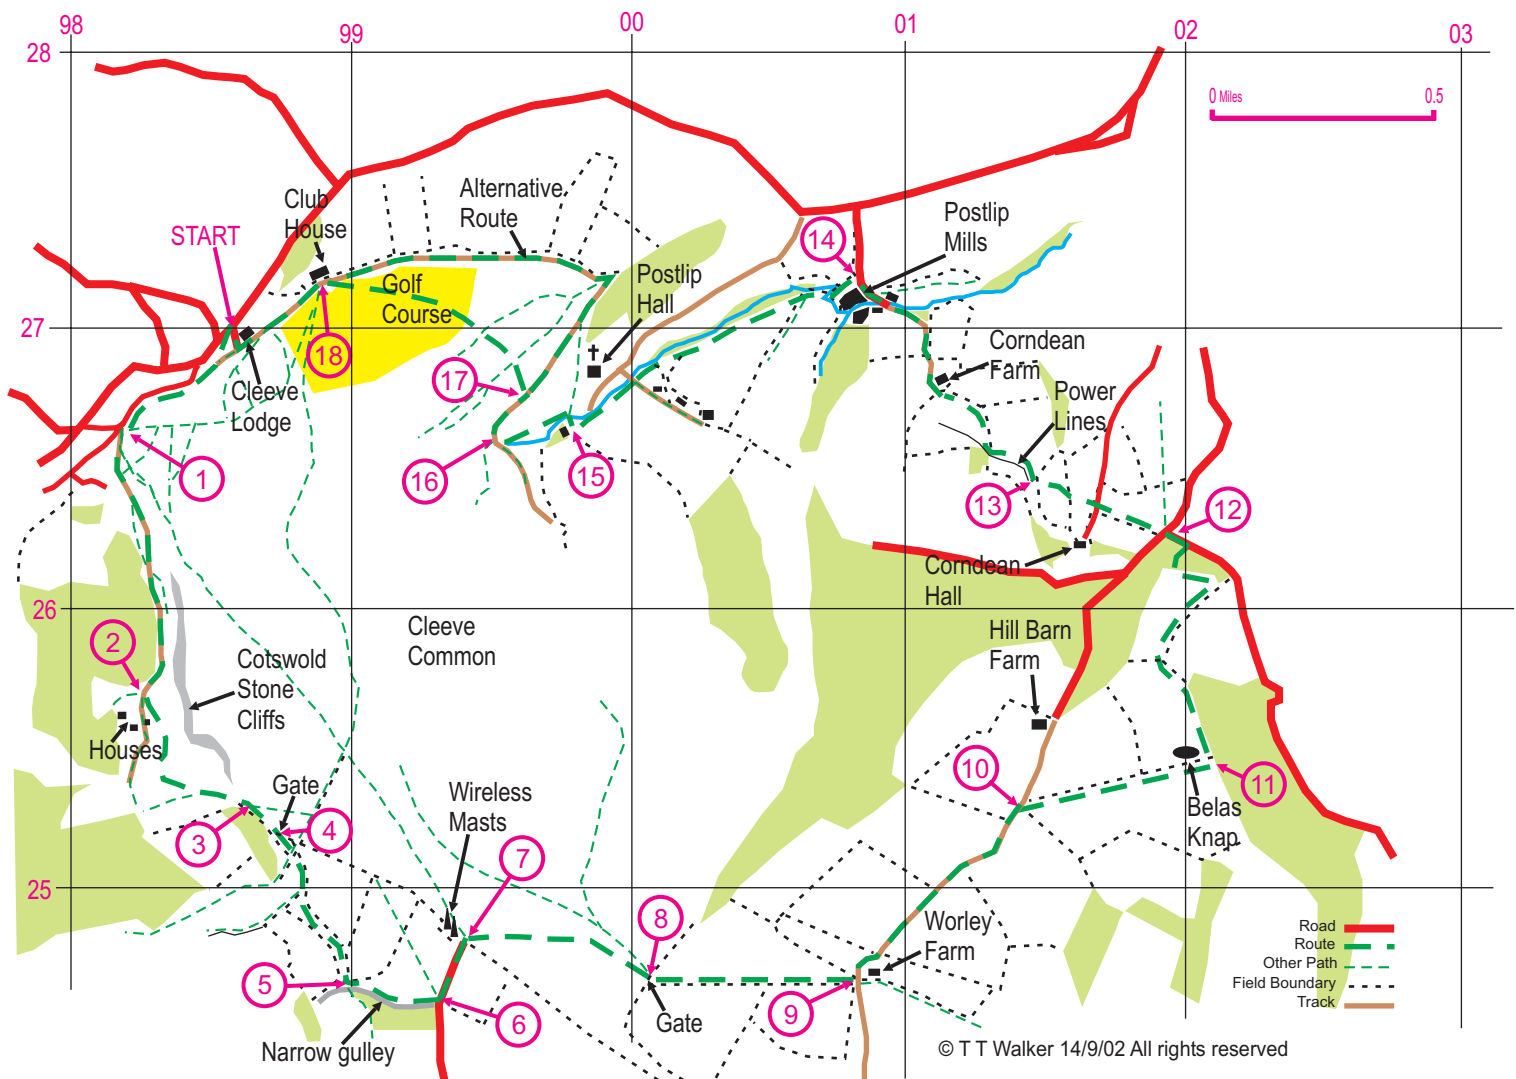 98
99
00
01
02
03
28
0 Miles
0.5
Club
House
Alternative
Route
START
14
Postlip
Mills
Postlip
Hall
Golf
Course
27
18
Corndean
Farm
17
Cleeve
Lodge
Power
Lines
1
16
15
13
12
Corndean
Hall
26
2
Cleeve
Common
Hill Barn
Farm
Cotswold
Stone
Cliffs
Houses
10
11
Gate
Wireless
Masts
Belas
Knap
3
4
7
25
8
Worley
Farm
Road
Route
Other Path
Field Boundary
Track
5
6
9
Gate
Narrow gulley
© T T Walker 14/9/02 All rights reserved